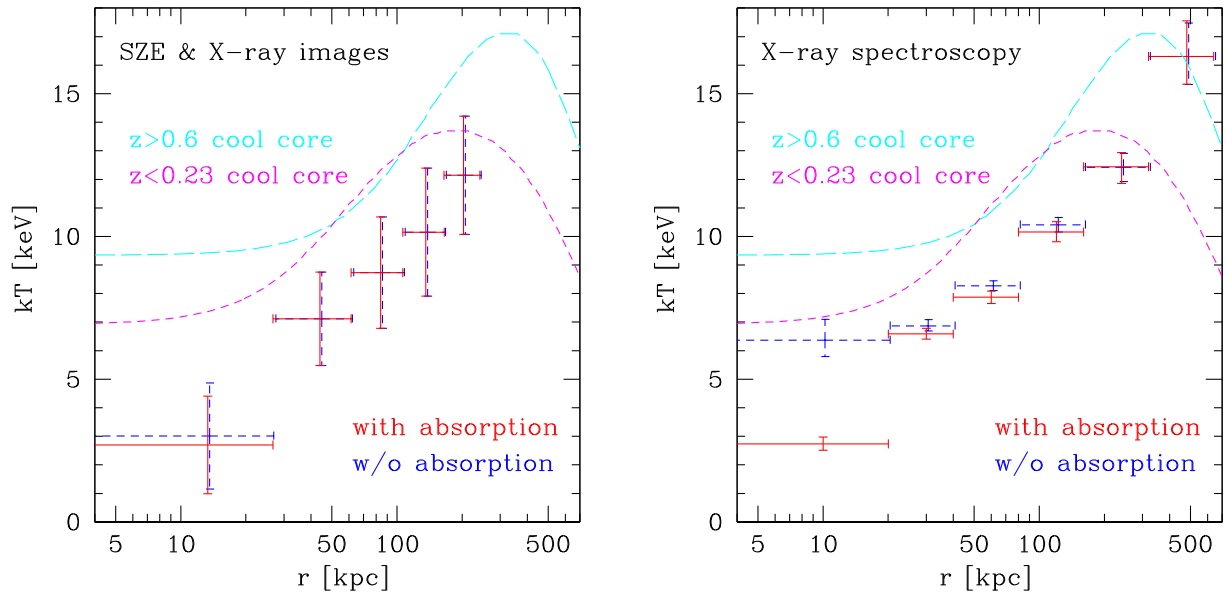 SZE & X-ray images
z>0.6 cool core
z<0.23 cool core
with absorption
w/o absorption
kT [keV]
0
5
10
15
5
10
50
100
500
r [kpc]
X-ray spectroscopy
z>0.6 cool core
z<0.23 cool core
with absorption
w/o absorption
kT [keV]
0
5
10
15
5
10
50
100
500
r [kpc]